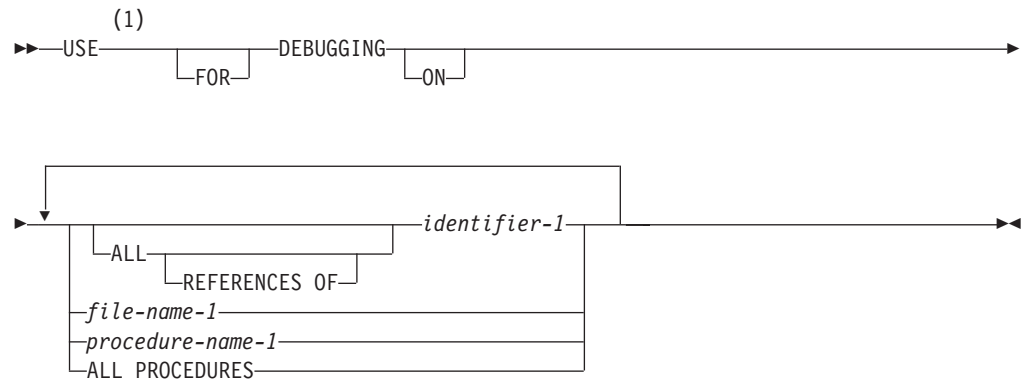 (1)
USE DEBUGGING
FOR ON
identifier-1
ALL
REFERENCES OF
file-name-1
procedure-name-1
ALL PROCEDURES